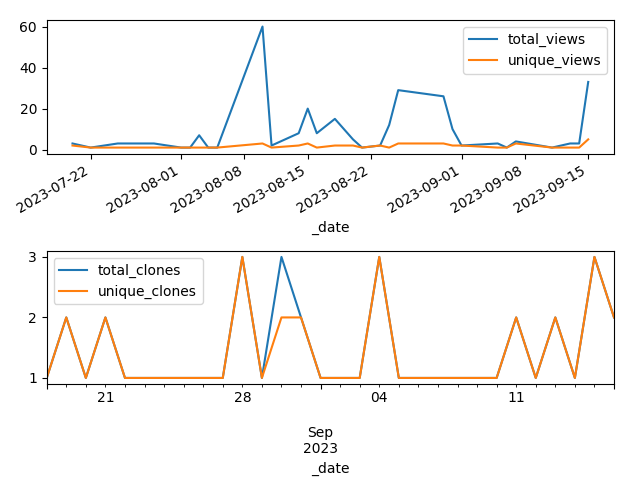 60
40
20
0
total_views
unique_views
2023-07-22
2023-08-01
2023-08-08
2023-08-15
2023-08-22
2023-09-01
2023-09-08
2023-09-15
_date
3
2
1
total_clones
unique_clones
21
28
04
11
Sep
2023
_date